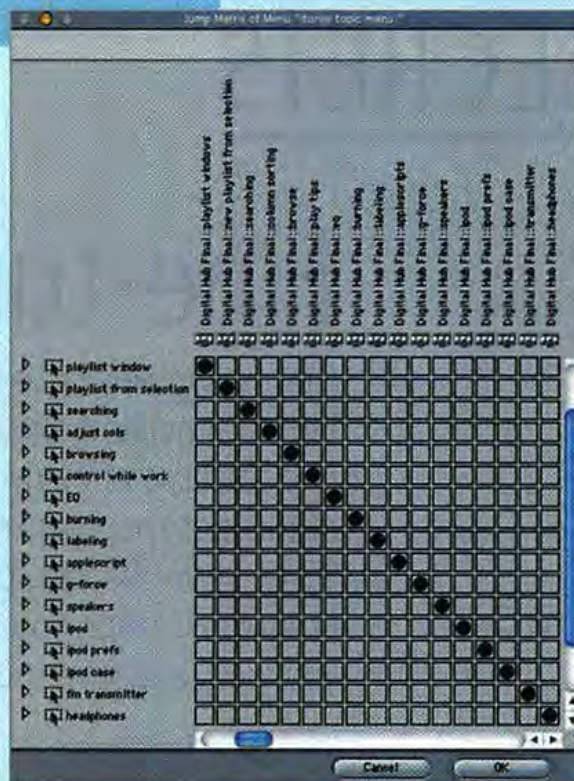 Jump Matrix of Menu "itunes topic menu"
Digital Hub Final::playlist windows
Digital Hub Final::new playlist from selection
Digital Hub Final::searching
Digital Hub Final::column sorting
Digital Hub Final::browse
Digital Hub Final::play tips
Digital Hub Final::eq
Digital Hub Final::burning
Digital Hub Final::labeling
Digital Hub Final::applescripts
Digital Hub Final::g-force
Digital Hub Final::speakers
Digital Hub Final::ipod
Digital Hub Final::ipod prefs
Digital Hub Final::ipod case
Digital Hub Final::transmitter
Digital Hub Final::headphones
playlist window
playlist from selection
searching
adjust cols
browsing
control while work
EQ
burning
labeling
applescript
g-force
speakers
ipod
ipod prefs
ipod case
fm transmitter
headphones
Cancel
OK